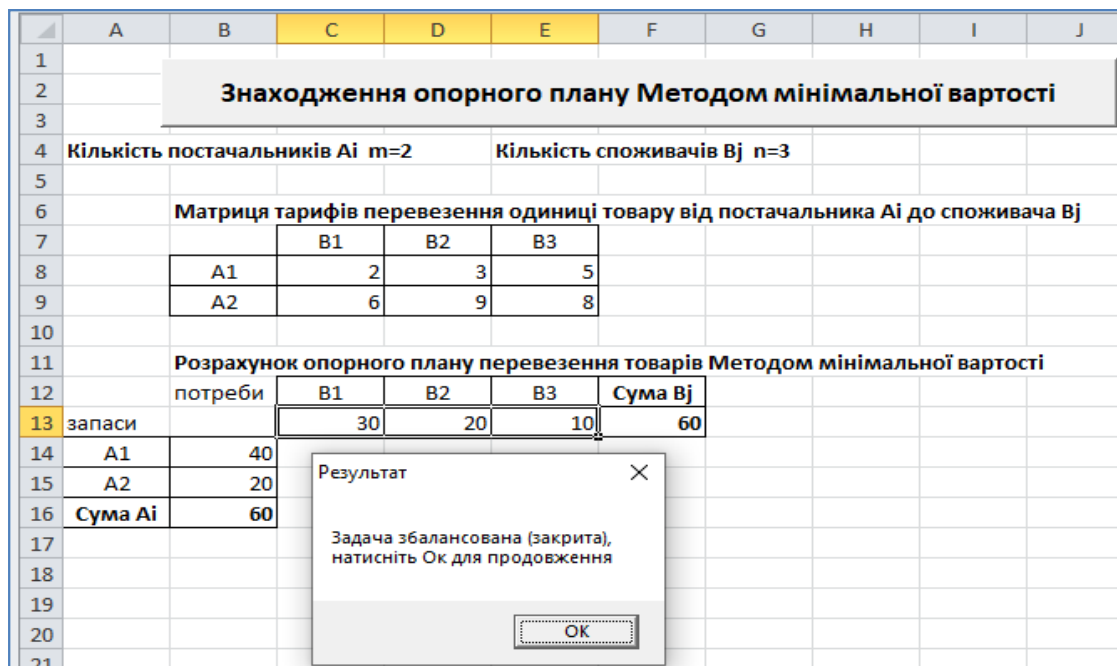 A B C D E F G H I J
1
2 Знаходження опорного плану Методом мінімальної вартості
3
4 Кількість постачальників Ai m=2 Кількість споживачів Bj n=3
5
6 Матриця тарифів перевезення одиниці товару від постачальника Ai до споживача Bj
7 B1 B2 B3
8 A1 2 3 5
9 A2 6 9 8
10
11 Розрахунок опорного плану перевезення товарів Методом мінімальної вартості
12 потреби B1 B2 B3 Сума Bj
13 запаси 30 20 10 60
14 A1 40
15 A2 20
16 Сума Ai 60
17
18
19
20
21
Результат
Задача збалансована (закрита),
натисніть Ок для продовження
OK